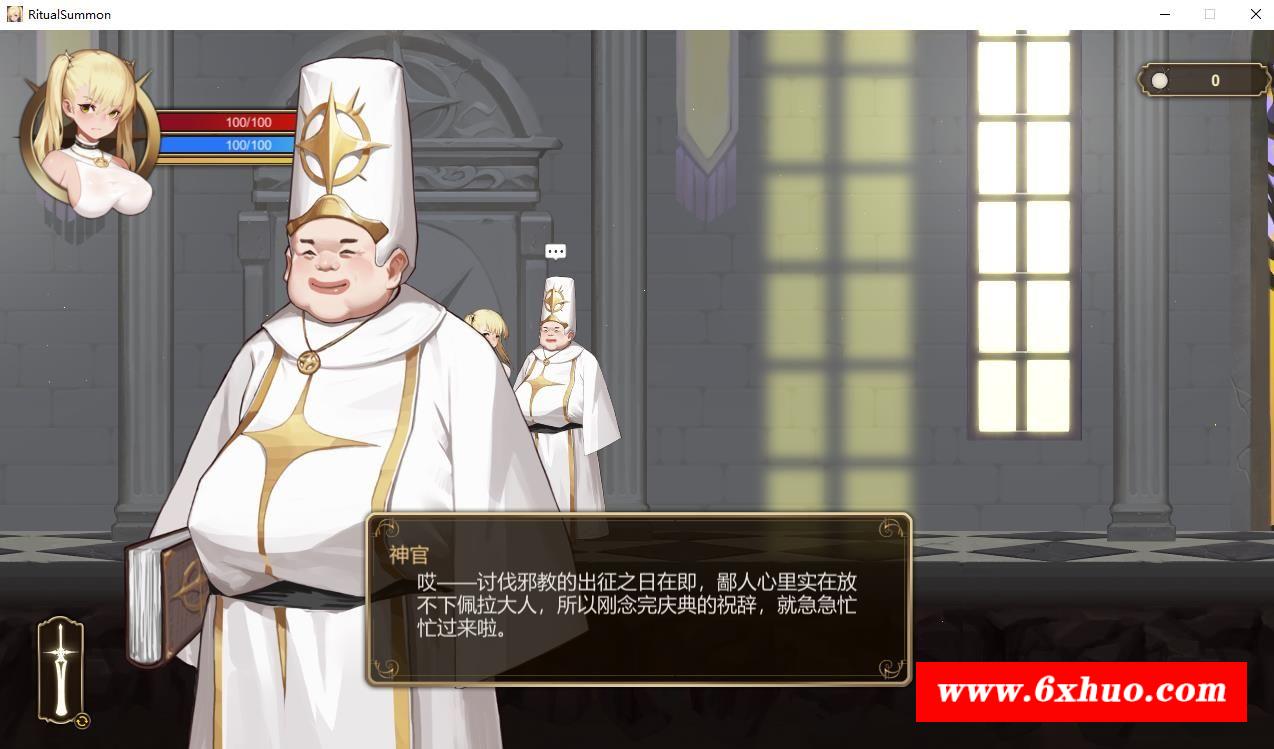 RitualSummon
100/100
100/100
0
神官
哎——讨伐邪教的出征之日在即，鄙人心里实在放
不下佩拉大人，所以刚念完庆典的祝辞，就急急忙
忙过来啦。
www.6xhuo.com